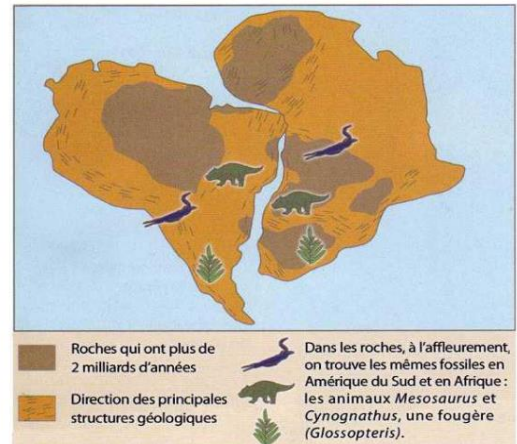 Roches qui ont plus de
2 milliards d'années
Direction des principales
structures géologiques
Dans les roches, à l'affleurement,
on trouve les mêmes fossiles en
Amérique du Sud et en Afrique :
les animaux Mesosaurus et
Cynognathus, une fougère
(Glossopteris).